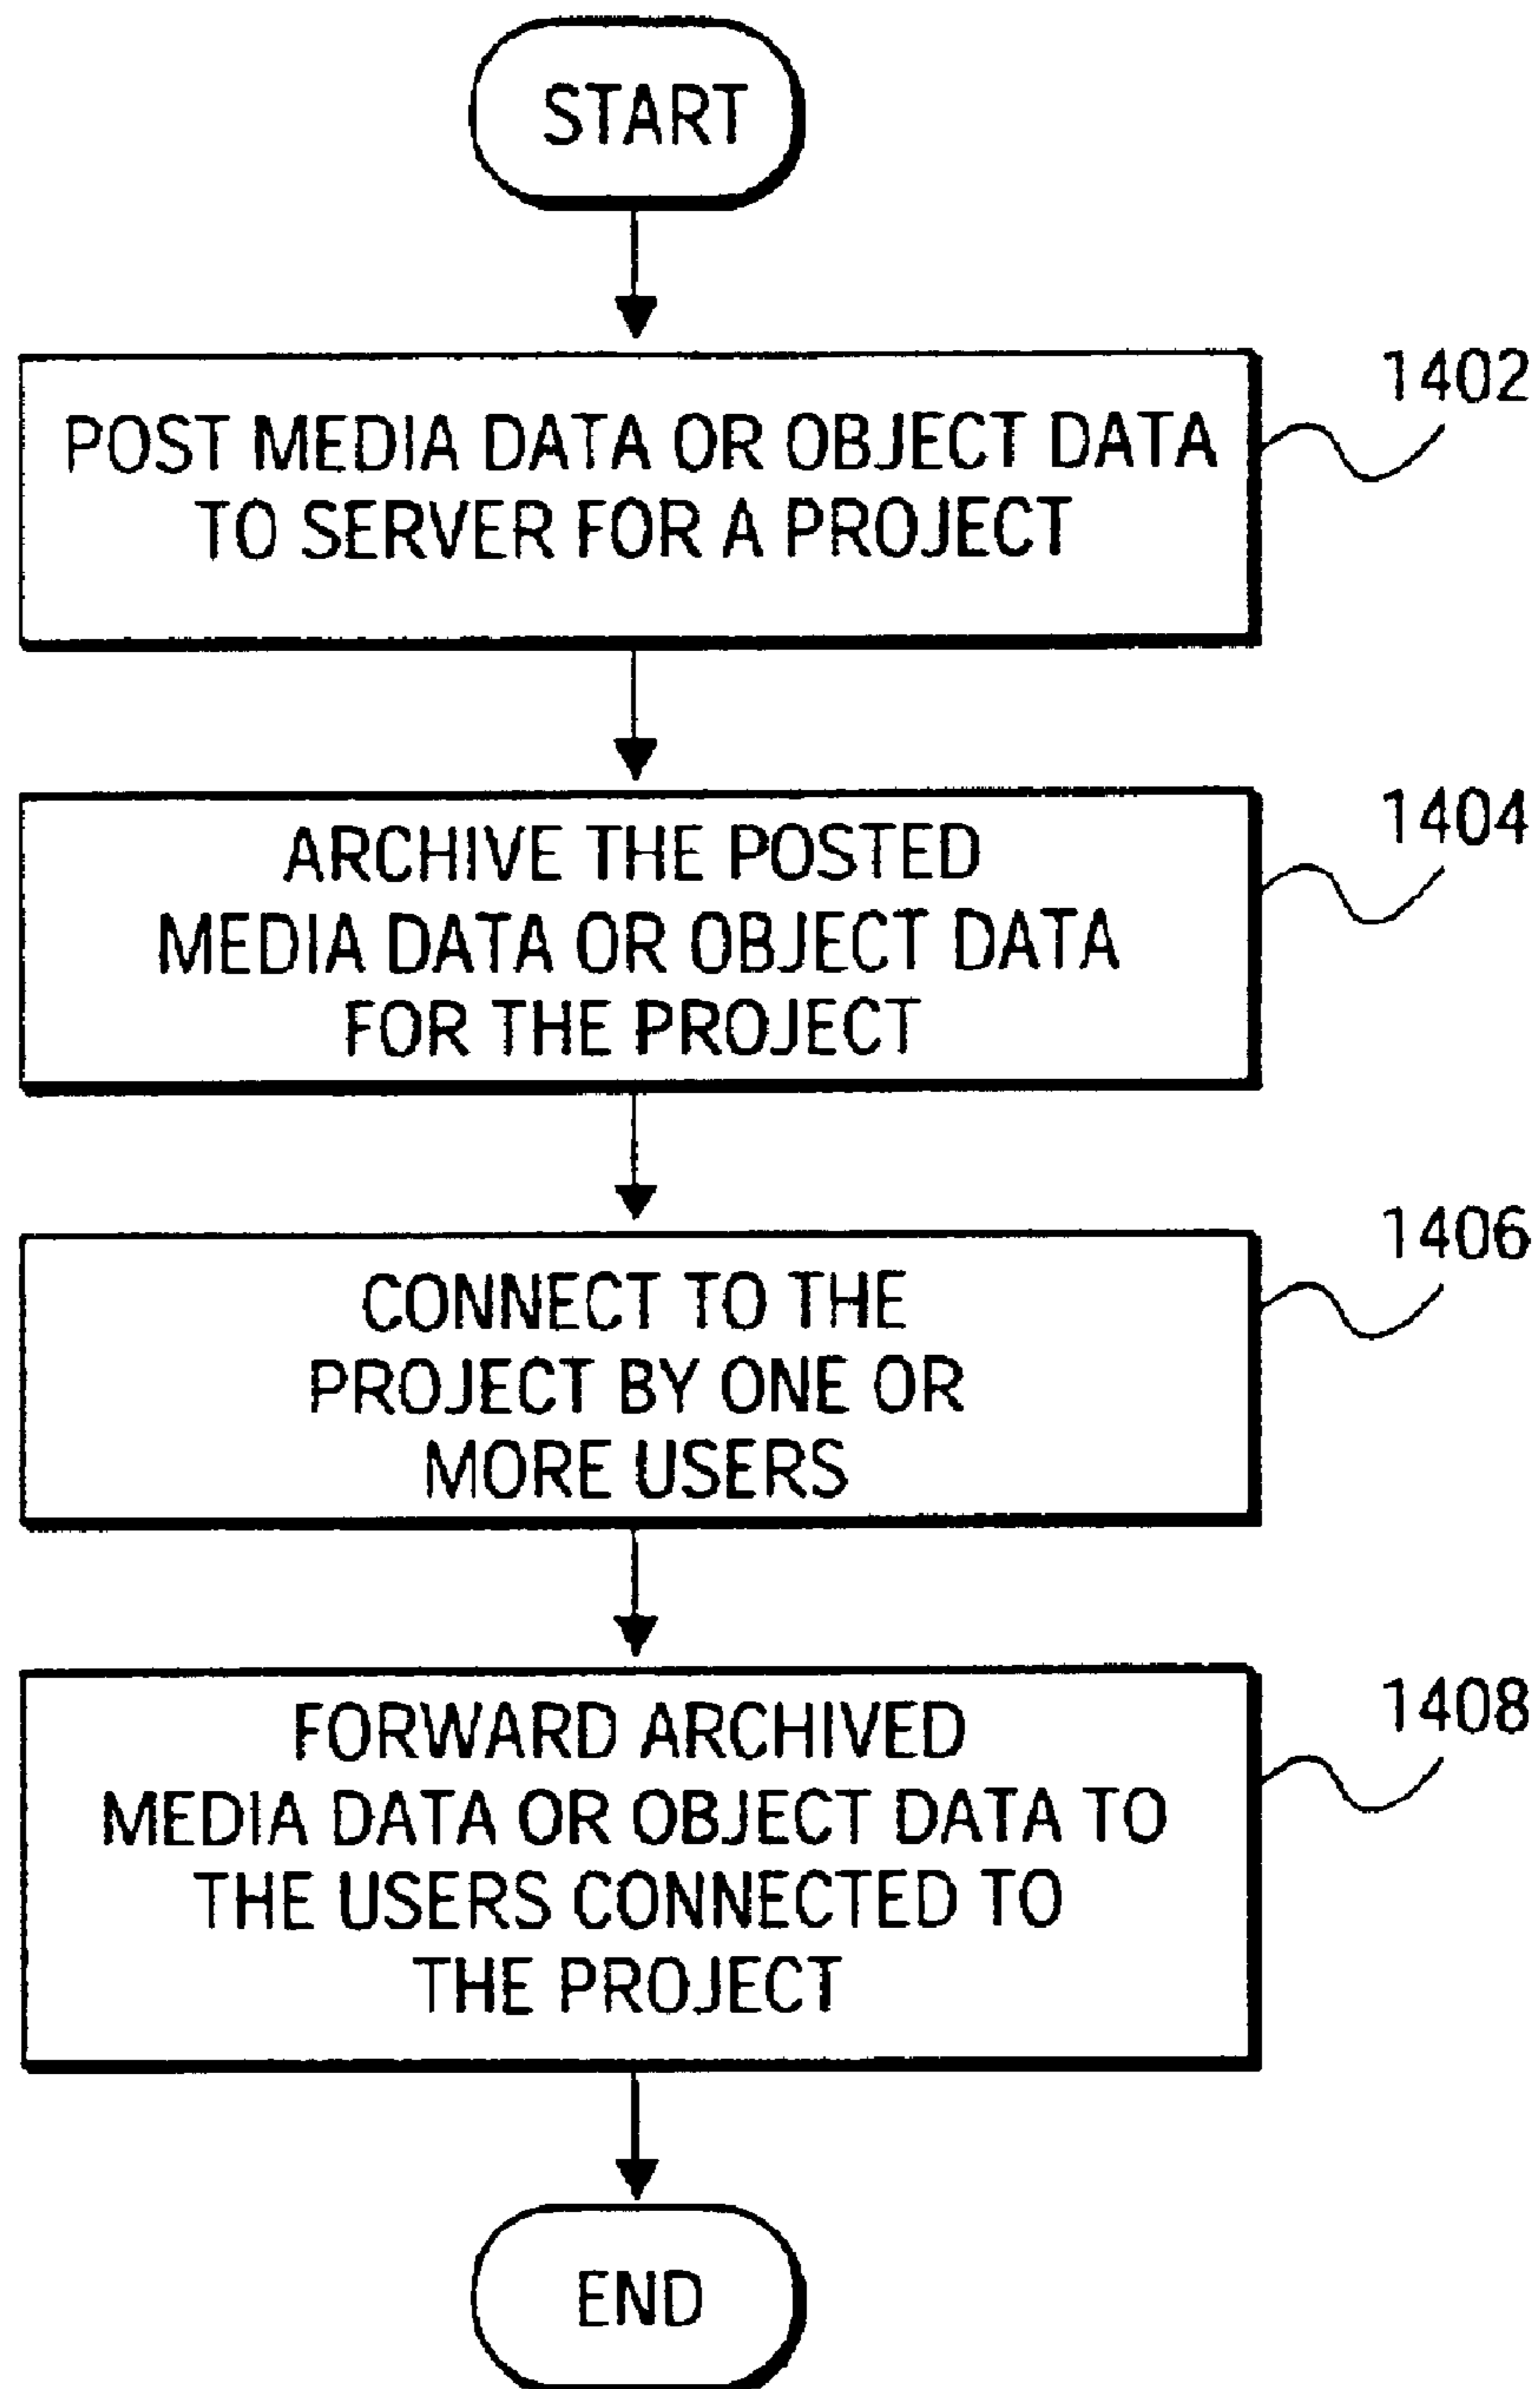 START
1402
POST MEDIA DATA OR OBJECT DATA
TO SERVER FOR A PROJECT
1404
ARCHIVE THE POSTED
MEDIA DATA OR OBJECT DATA
FOR THE PROJECT
1406
CONNECT TO THE
PROJECT BY ONE OR
MORE USERS
1408
FORWARD ARCHIVED
MEDIA DATA OR OBJECT DATA TO
THE USERS CONNECTED TO
THE PROJECT
END